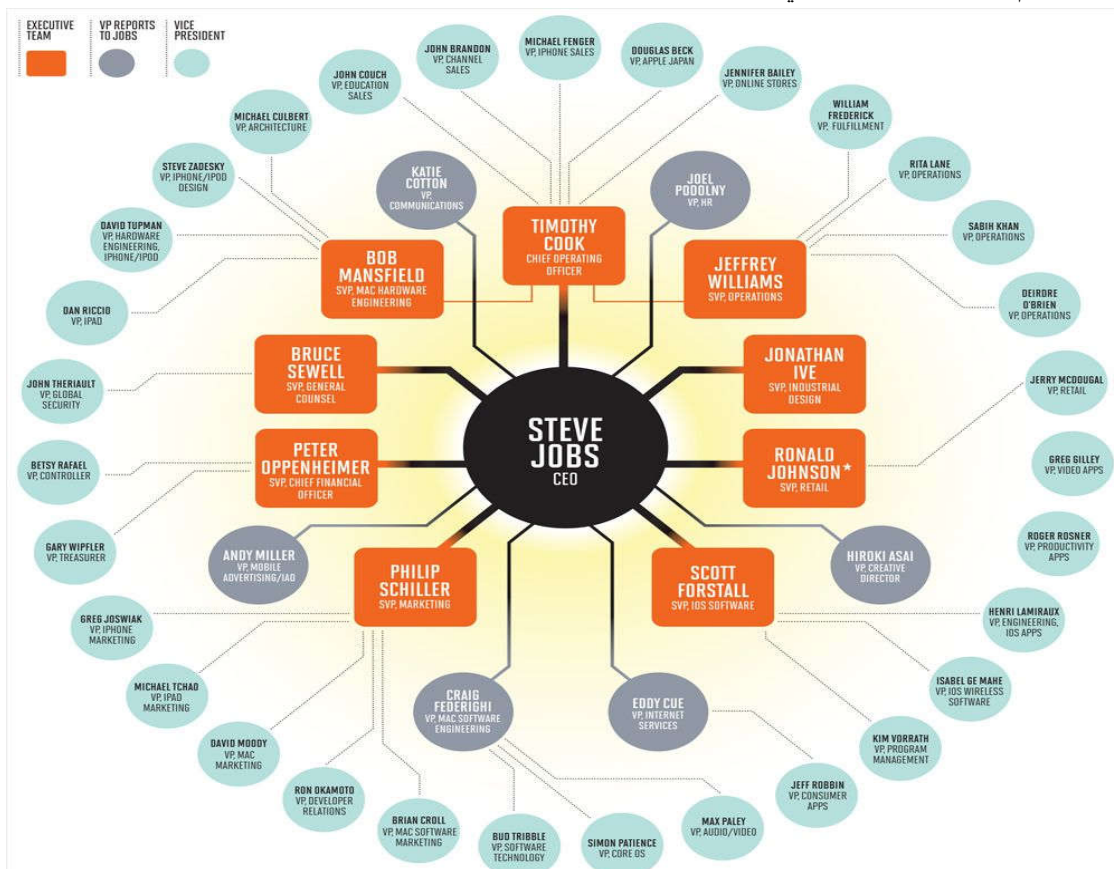 EXECUTIVE
TEAM
VP REPORTS
TO JOBS
VICE
PRESIDENT
MICHAEL FENGER
VP, IPHONE SALES
JOHN BRANDON
VP, CHANNEL
SALES
DOUGLAS BECK
VP, APPLE JAPAN
JOHN COUCH
VP, EDUCATION
SALES
JENNIFER BAILEY
VP, ONLINE STORES
MICHAEL CULBERT
VP, ARCHITECTURE
WILLIAM
FREDERICK
VP, FULFILLMENT
STEVE ZADESKY
VP, IPHONE/IPOD
DESIGN
RITA LANE
VP, OPERATIONS
KATIE
COTTON
VP,
COMMUNICATIONS
JOEL
PODOLNY
VP, HR
DAVID TUPMAN
VP, HARDWARE
ENGINEERING,
IPHONE/IPOD
TIMOTHY
COOK
CHIEF OPERATING
OFFICER
SABIH KHAN
VP, OPERATIONS
BOB
MANSFIELD
SVP, MAC HARDWARE
ENGINEERING
JEFFREY
WILLIAMS
SVP, OPERATIONS
DAN RICCIO
VP, IPAD
DEIRDRE
O'BRIEN
VP, OPERATIONS
BRUCE
SEWELL
SVP, GENERAL
COUNSEL
JONATHAN
IVE
SVP, INDUSTRIAL
DESIGN
JOHN THERIAULT
VP, GLOBAL
SECURITY
JERRY MCDOUGAL
VP, RETAIL
STEVE
JOBS
CEO
PETER
OPPENHEIMER
SVP, CHIEF FINANCIAL
OFFICER
RONALD
JOHNSON*
SVP, RETAIL
BETSY RAFAEL
VP, CONTROLLER
GREG GILLEY
VP, VIDEO APPS
GARY WIPFLER
VP, TREASURER
ROGER ROSNER
VP, PRODUCTIVITY
APPS
ANDY MILLER
VP, MOBILE
ADVERTISING/IAD
HIROKI ASAI
VP, CREATIVE
DIRECTOR
PHILIP
SCHILLER
SVP, MARKETING
SCOTT
FORSTALL
SVP, IOS SOFTWARE
GREG JOSWIAK
VP, IPHONE
MARKETING
HENRI LAMIRAUX
VP, ENGINEERING,
IOS APPS
MICHAEL TCHAO
VP, IPAD
MARKETING
ISABEL GE MAHE
VP, IOS WIRELESS
SOFTWARE
CRAIG
FEDERIGHI
VP, MAC SOFTWARE
ENGINEERING
EDDY CUE
VP, INTERNET
SERVICES
DAVID MOODY
VP, MAC
MARKETING
KIM VORRATH
VP, PROGRAM
MANAGEMENT
RON OKAMOTO
VP, DEVELOPER
RELATIONS
JEFF ROBBIN
VP, CONSUMER
APPS
BRIAN CROLL
VP, MAC SOFTWARE
MARKETING
BUD TRIBBLE
VP, SOFTWARE
TECHNOLOGY
SIMON PATIENCE
VP, CORE OS
MAX PALEY
VP, AUDIO/VIDEO